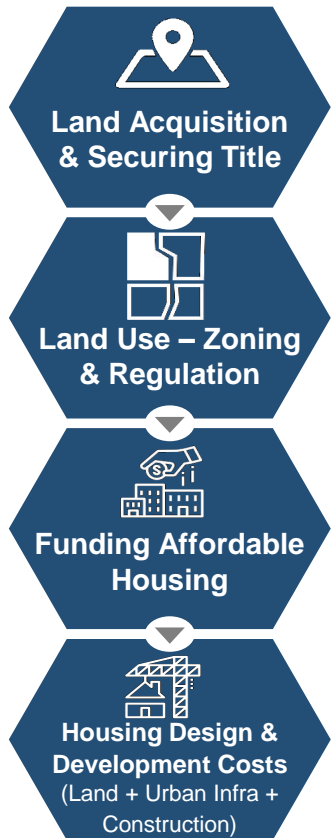 Land Acquisition
& Securing Title
Land Use – Zoning
& Regulation
$
Funding Affordable
Housing
Housing Design &
Development Costs
(Land + Urban Infra +
Construction)